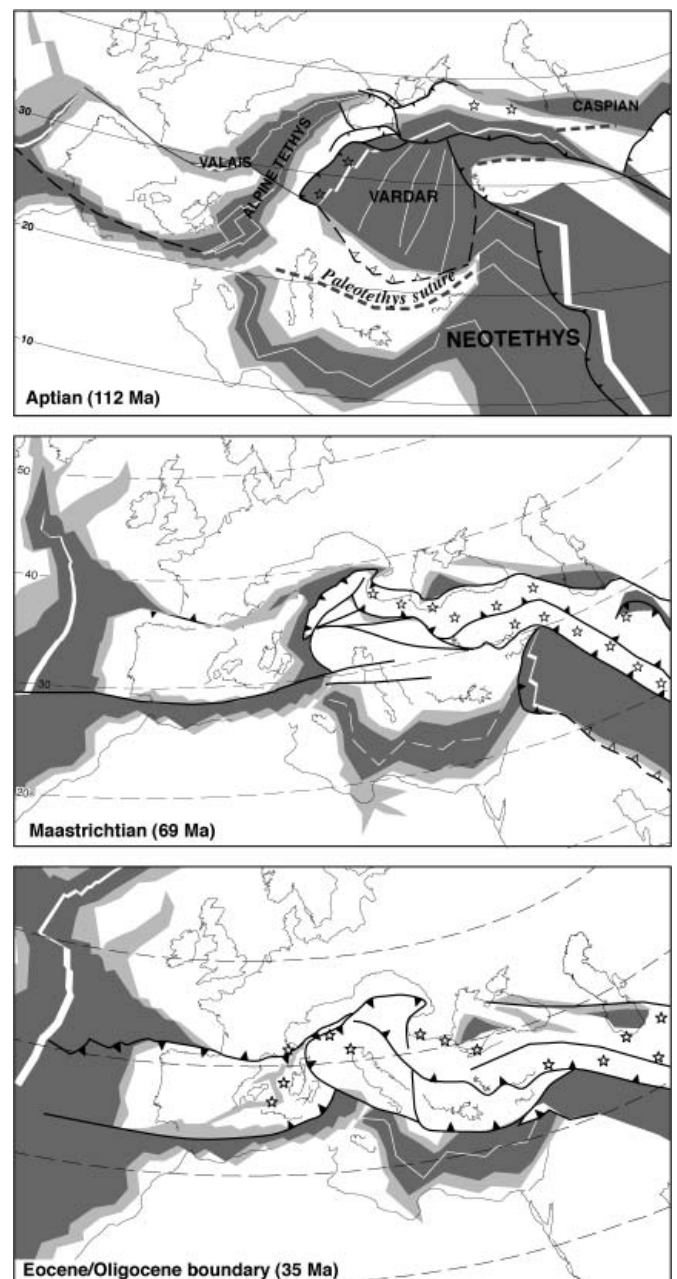 30
CASPIAN
VALAIS
ALPINE TETHYS
VARDAR
20
Paleotethys suture
NEOTETHYS
10
Aptian (112 Ma)
50
40
30
20
Maastrichtian (69 Ma)
Eocene/Oligocene boundary (35 Ma)